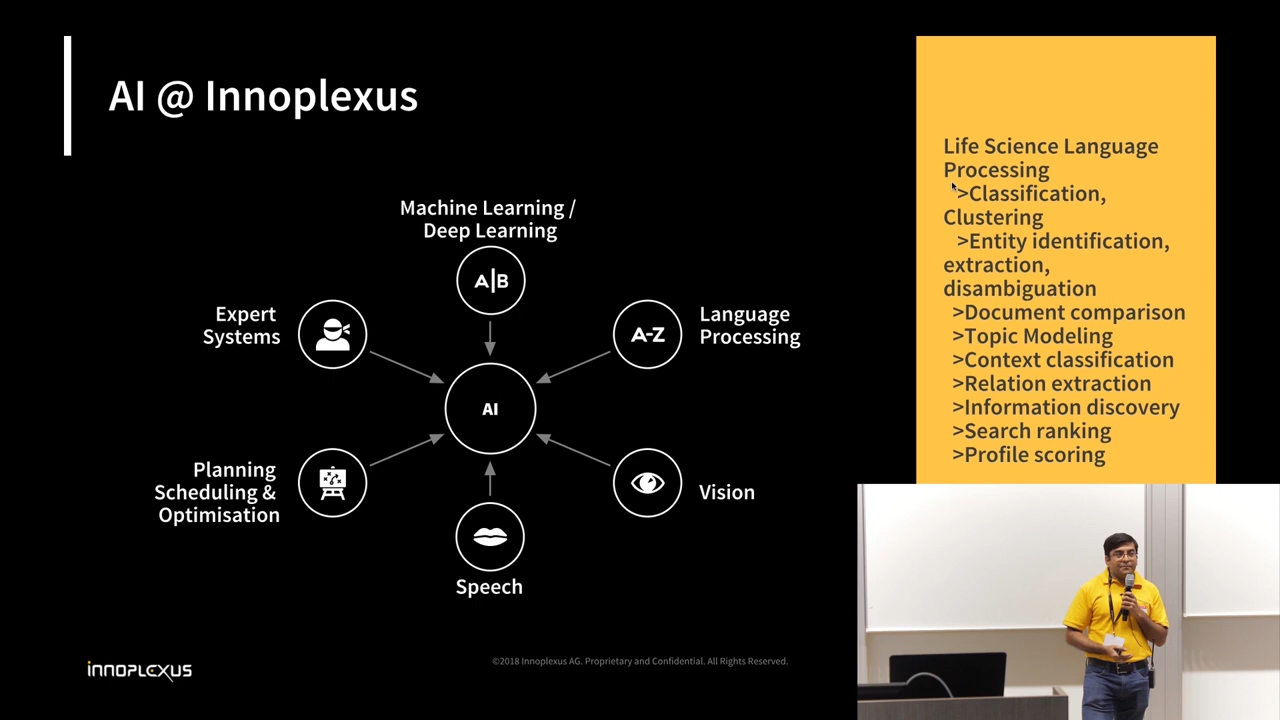 AI @ Innoplexus
Machine Learning /
Deep Learning
A|B
Expert
Systems
A-Z
Language
Processing
AI
Planning
Scheduling &
Optimisation
Vision
Speech
Life Science Language
Processing
>Classification,
Clustering
>Entity identification,
extraction,
disambiguation
>Document comparison
>Topic Modeling
>Context classification
>Relation extraction
>Information discovery
>Search ranking
>Profile scoring
INNOPLEXUS
©2018 Innoplexus AG. Proprietary and Confidential. All Rights Reserved.